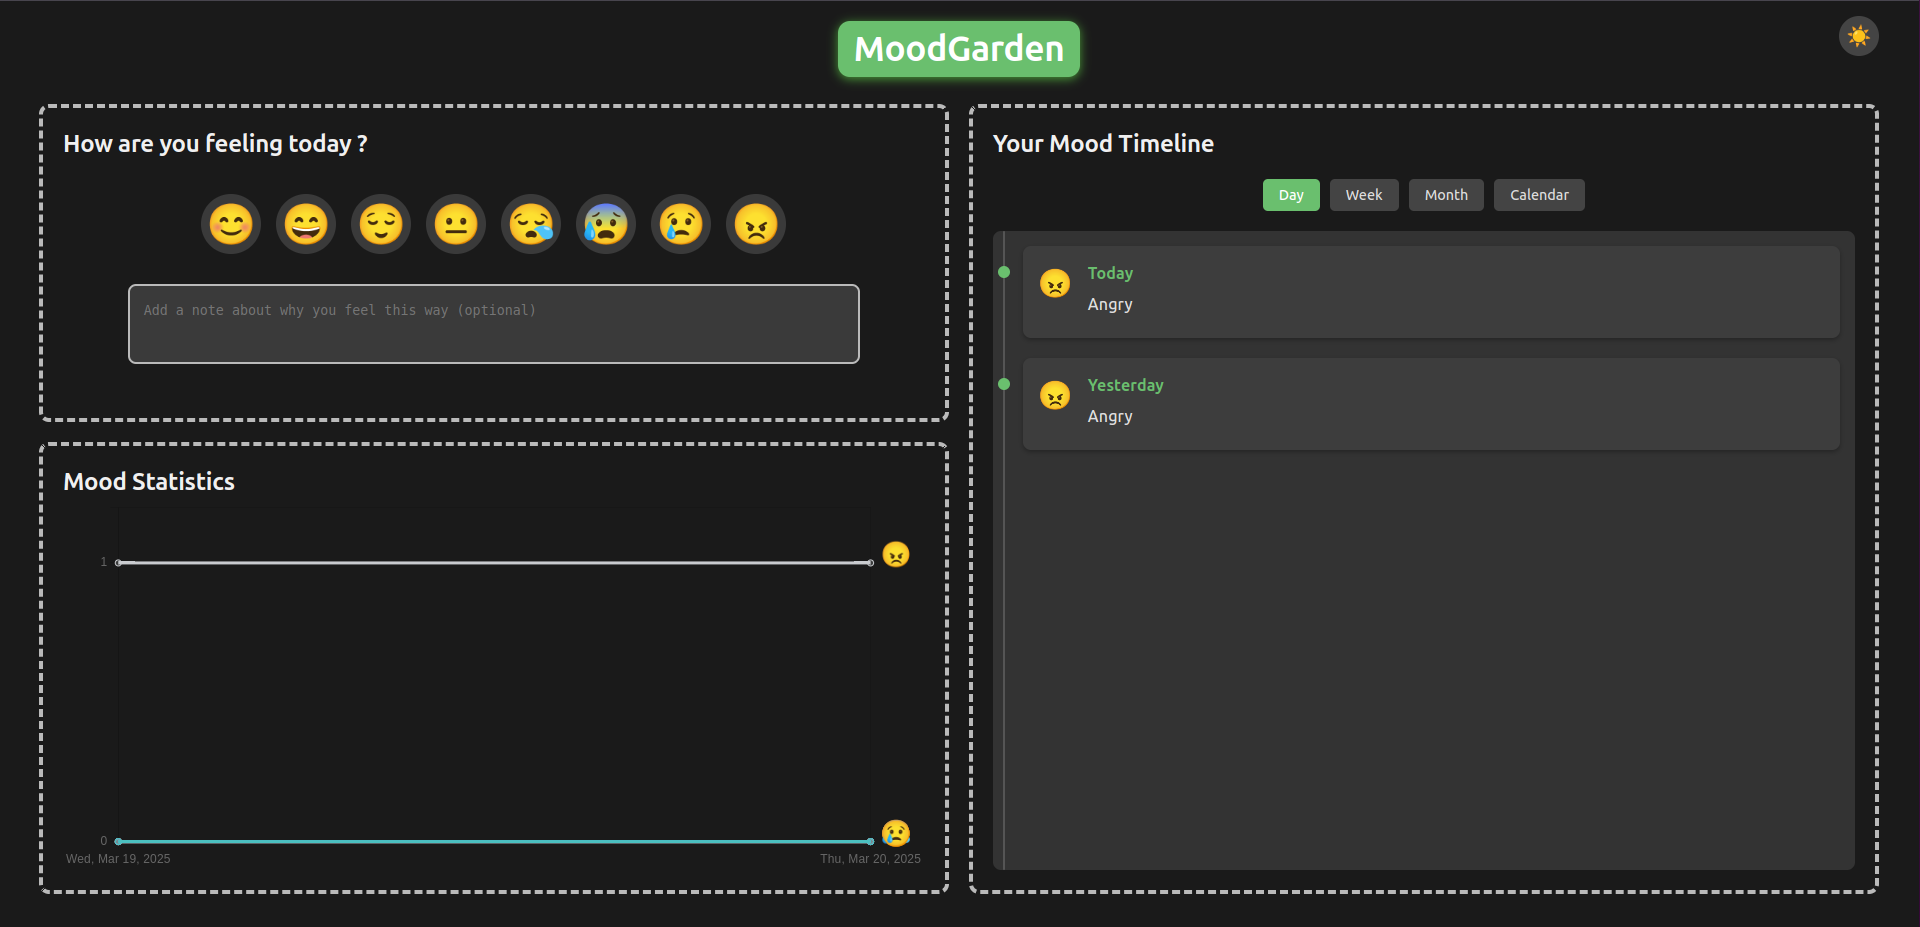 MoodGarden
How are you feeling today ?
Add a note about why you feel this way (optional)
Mood Statistics
1
0
Wed, Mar 19, 2025
Thu, Mar 20, 2025
Your Mood Timeline
Day
Week
Month
Calendar
Today
Angry
Yesterday
Angry